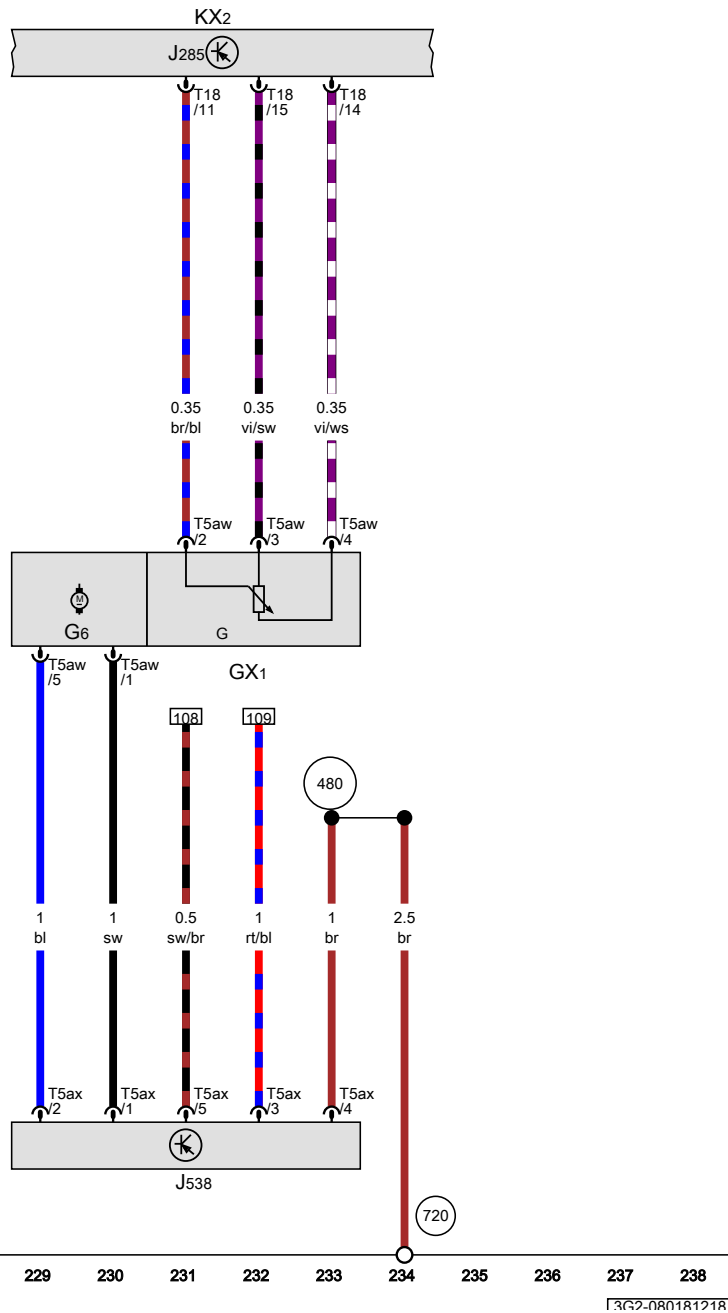 KX2
J285
T18 T18 T18
/11 /15 /14
0.35 0.35 0.35
br/bl vi/sw vi/ws
T5aw T5aw T5aw
/2 /3 /4
M
G6 G
T5aw T5aw
/5 /1
GX1
108 109
480
1 1 0.5 1 1 2.5
bl sw sw/br rt/bl br br
T5ax T5ax T5ax T5ax T5ax
/2 /1 /5 /3 /4
J538
720
229 230 231 232 233 234 235 236 237 238
3G2-080181218